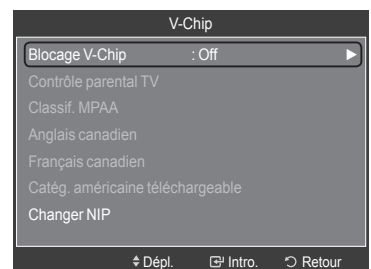 V-Chip
Blocage V-Chip : Off ►
Contrôle parental TV
Classif. MPAA
Anglais canadien
Français canadien
Catég. américaine téléchargeable
Changer NIP
Dépl. Intro. Retour